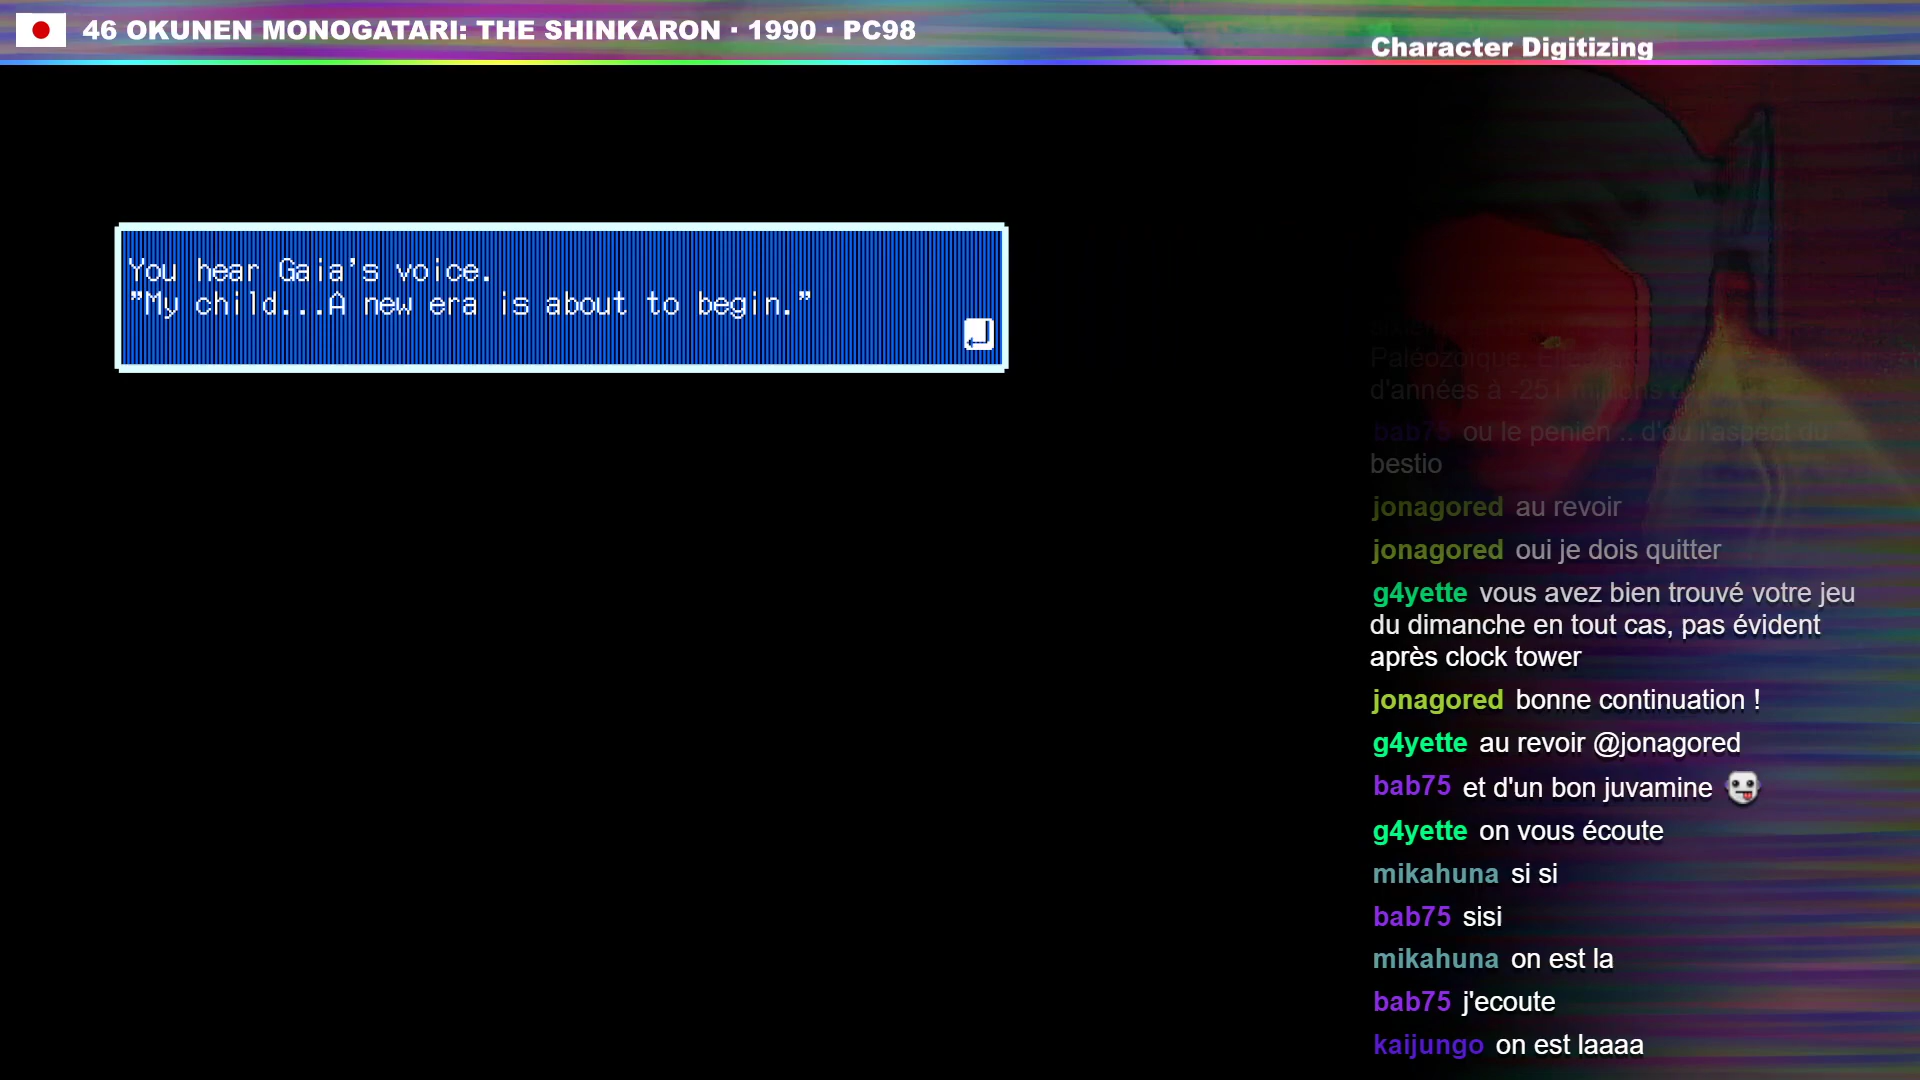 46 OKUNEN MONOGATARI: THE SHINKARON · 1990 · PC98
Character Digitizing
You hear Gaia's voice.
"My child...A new era is about to begin."
Paléozoïque.
d'années à -251 millions
bab75 ou le penien .. d'ou l'aspect du
bestio
jonagored au revoir
jonagored oui je dois quitter
g4yette vous avez bien trouvé votre jeu
du dimanche en tout cas, pas évident
après clock tower
jonagored bonne continuation !
g4yette au revoir @jonagored
bab75 et d'un bon juvamine
g4yette on vous écoute
mikahuna si si
bab75 sisi
mikahuna on est la
bab75 j'ecoute
kaijungo on est laaaa